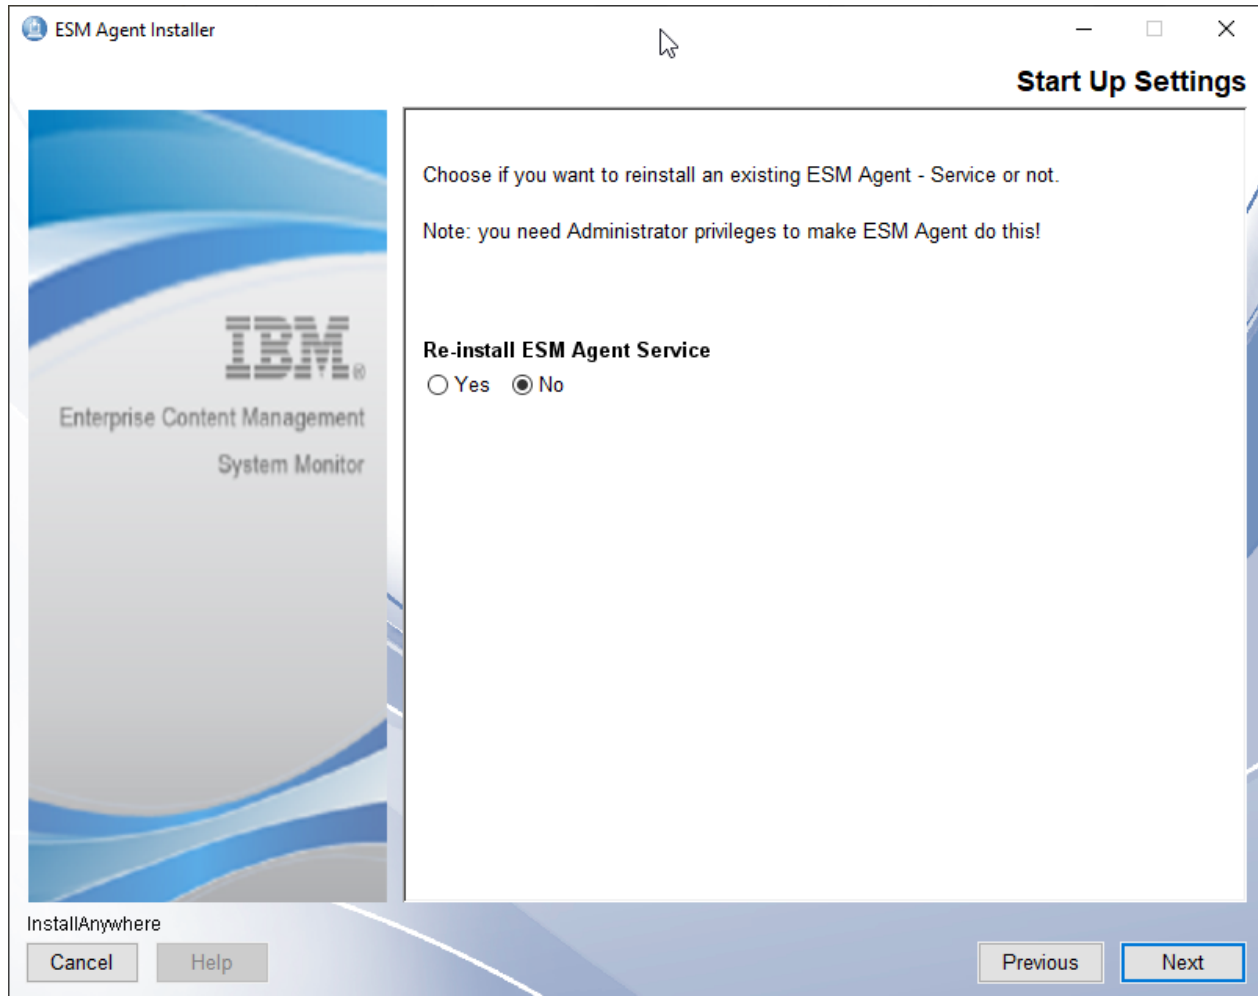 ESM Agent Installer
Start Up Settings
Choose if you want to reinstall an existing ESM Agent - Service or not.
Note: you need Administrator privileges to make ESM Agent do this!
IBM®
Enterprise Content Management
System Monitor
Re-install ESM Agent Service
Yes No
InstallAnywhere
Cancel Help Previous Next